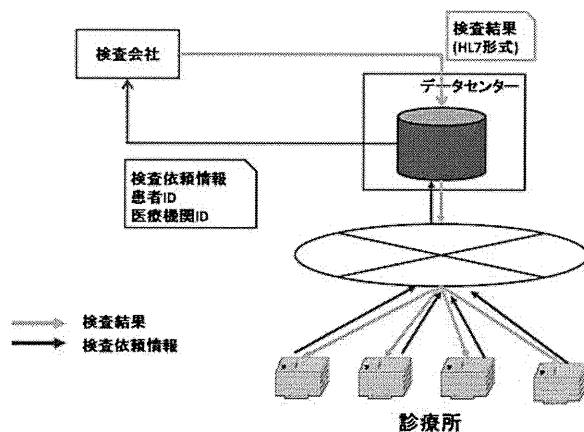 検査結果
(HL7形式)
検査会社
データセンター
検査依頼情報
患者ID
医療機関ID
検査結果
検査依頼情報
診療所